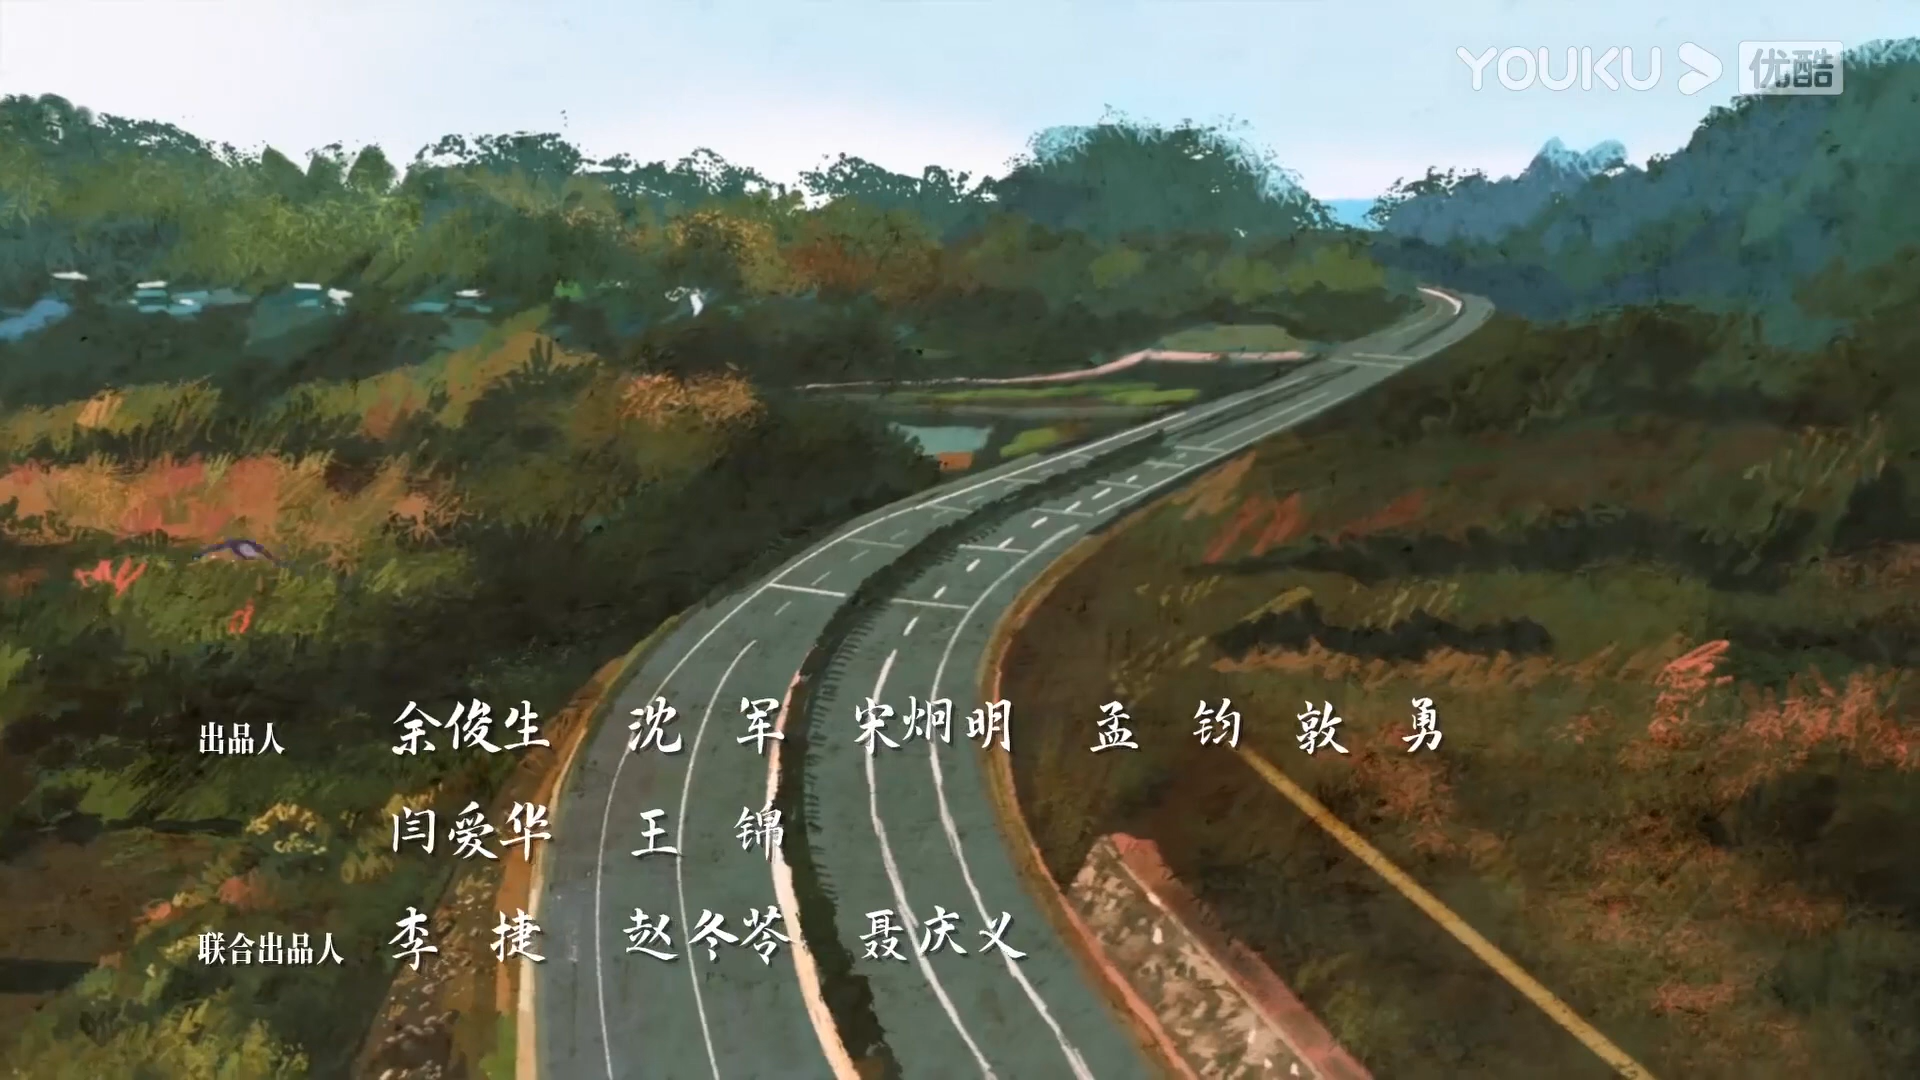 YOUKU 优酷
出品人 余俊生 沈军 宋炯明 孟钧 敦勇
闫爱华 王锦
联合出品人 李捷 赵冬苓 聂庆义